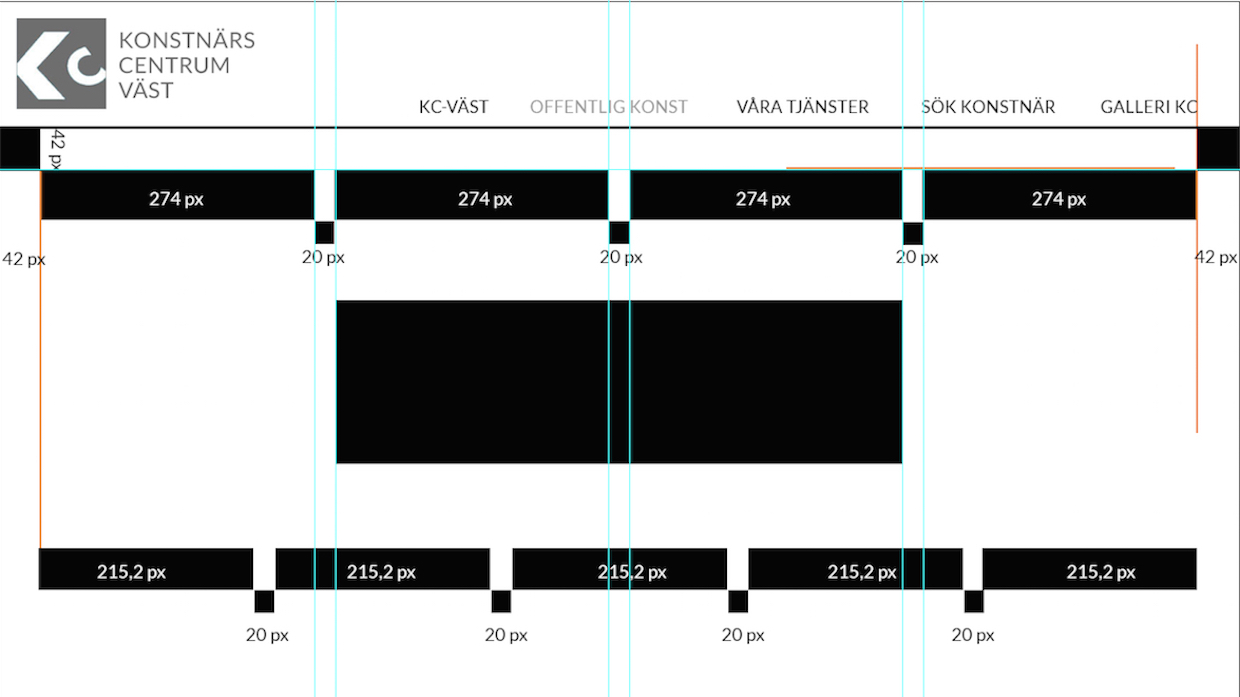 KONSTNÄRS
CENTRUM
VÄST
KC-VÄST OFFENTLIG KONST VÅRA TJÄNSTER SÖK KONSTNÄR GALLERI KC
42 px
274 px 274 px 274 px 274 px
42 px 20 px 20 px 20 px 42 px
215,2 px 215,2 px 215,2 px 215,2 px 215,2 px
20 px 20 px 20 px 20 px